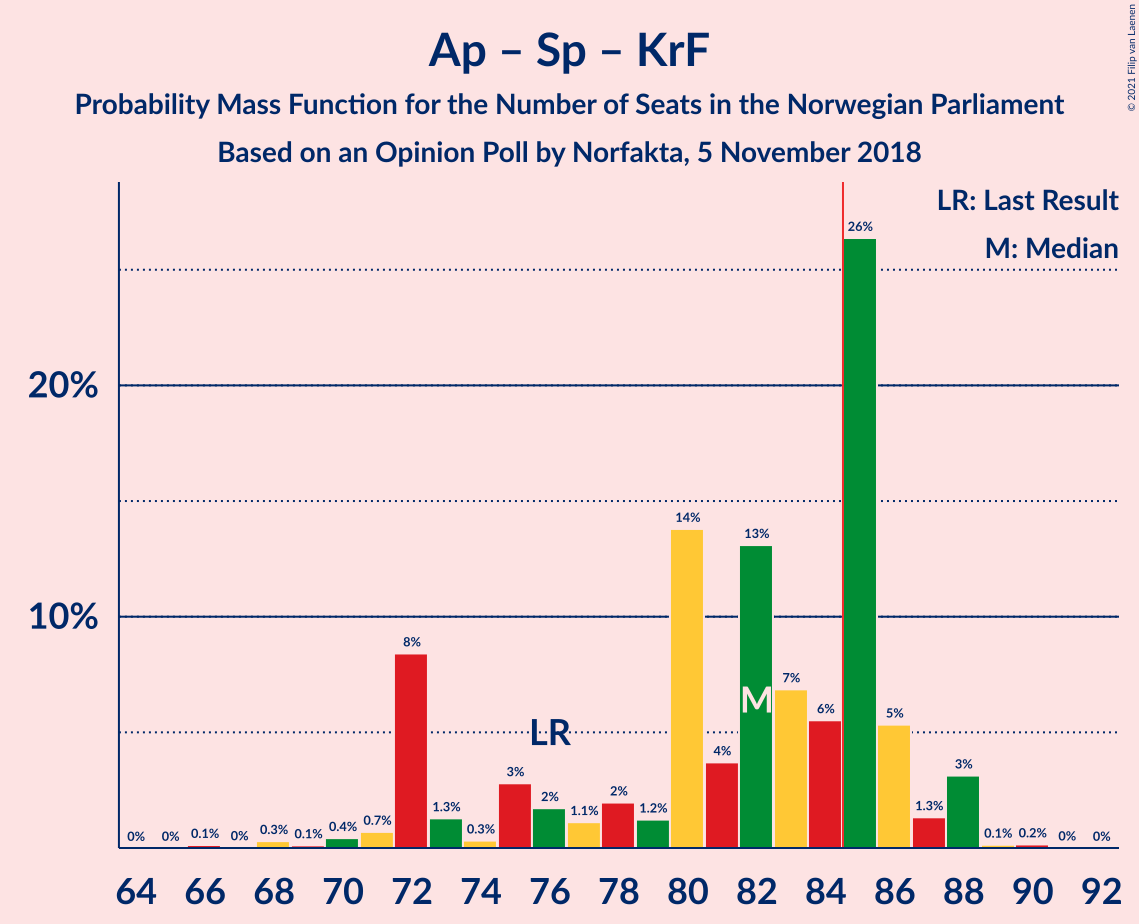 Ap – Sp – KrF
Probability Mass Function for the Number of Seats in the Norwegian Parliament
Based on an Opinion Poll by Norfakta, 5 November 2018
© 2021 Filip van Laenen
LR: Last Result
M: Median
20%
10%
0% 0% 0.1% 0% 0.3% 0.1% 0.4% 0.7% 8% 1.3% 0.3% 3% 2% 1.1% 2% 1.2% 14% 4% 13% 7% 6% 26% 5% 1.3% 3% 0.1% 0.2% 0% 0%
LR
M
64 66 68 70 72 74 76 78 80 82 84 86 88 90 92